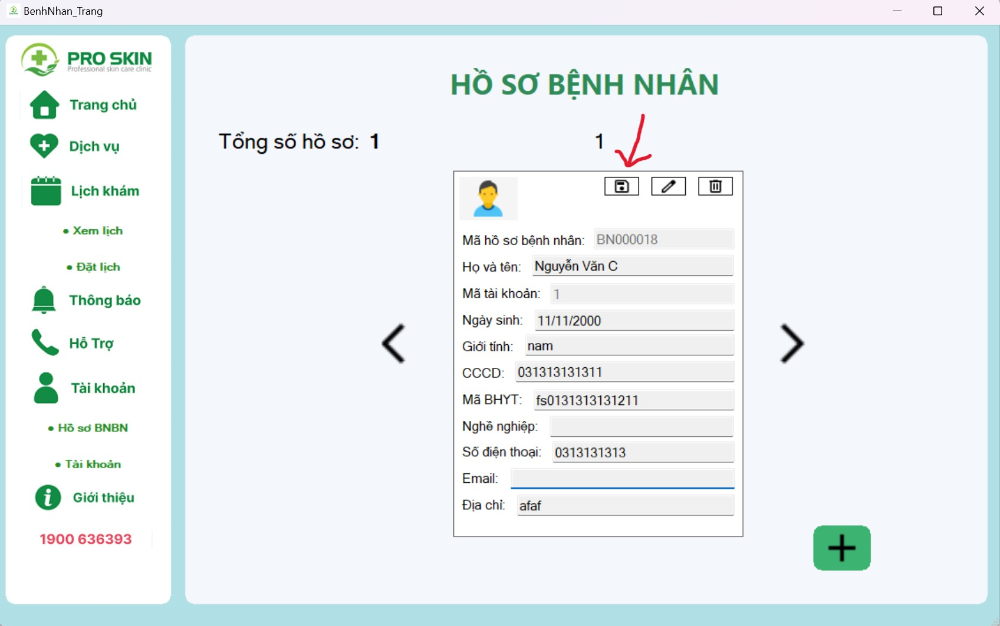 BenhNhan_Trang
PRO SKIN
Professional skin care clinic
Trang chủ
Dịch vụ
Lịch khám
• Xem lịch
• Đặt lịch
Thông báo
Hỗ Trợ
Tài khoản
• Hồ sơ BNBN
• Tài khoản
Giới thiệu
1900 636393
HỒ SƠ BỆNH NHÂN
Tổng số hồ sơ: 1
1
Mã hồ sơ bệnh nhân: BN000018
Họ và tên: Nguyễn Văn C
Mã tài khoản: 1
Ngày sinh: 11/11/2000
Giới tính: nam
CCCD: 031313131311
Mã BHYT: fs0131313131211
Nghề nghiệp:
Số điện thoại: 0313131313
Email:
Địa chỉ: afaf